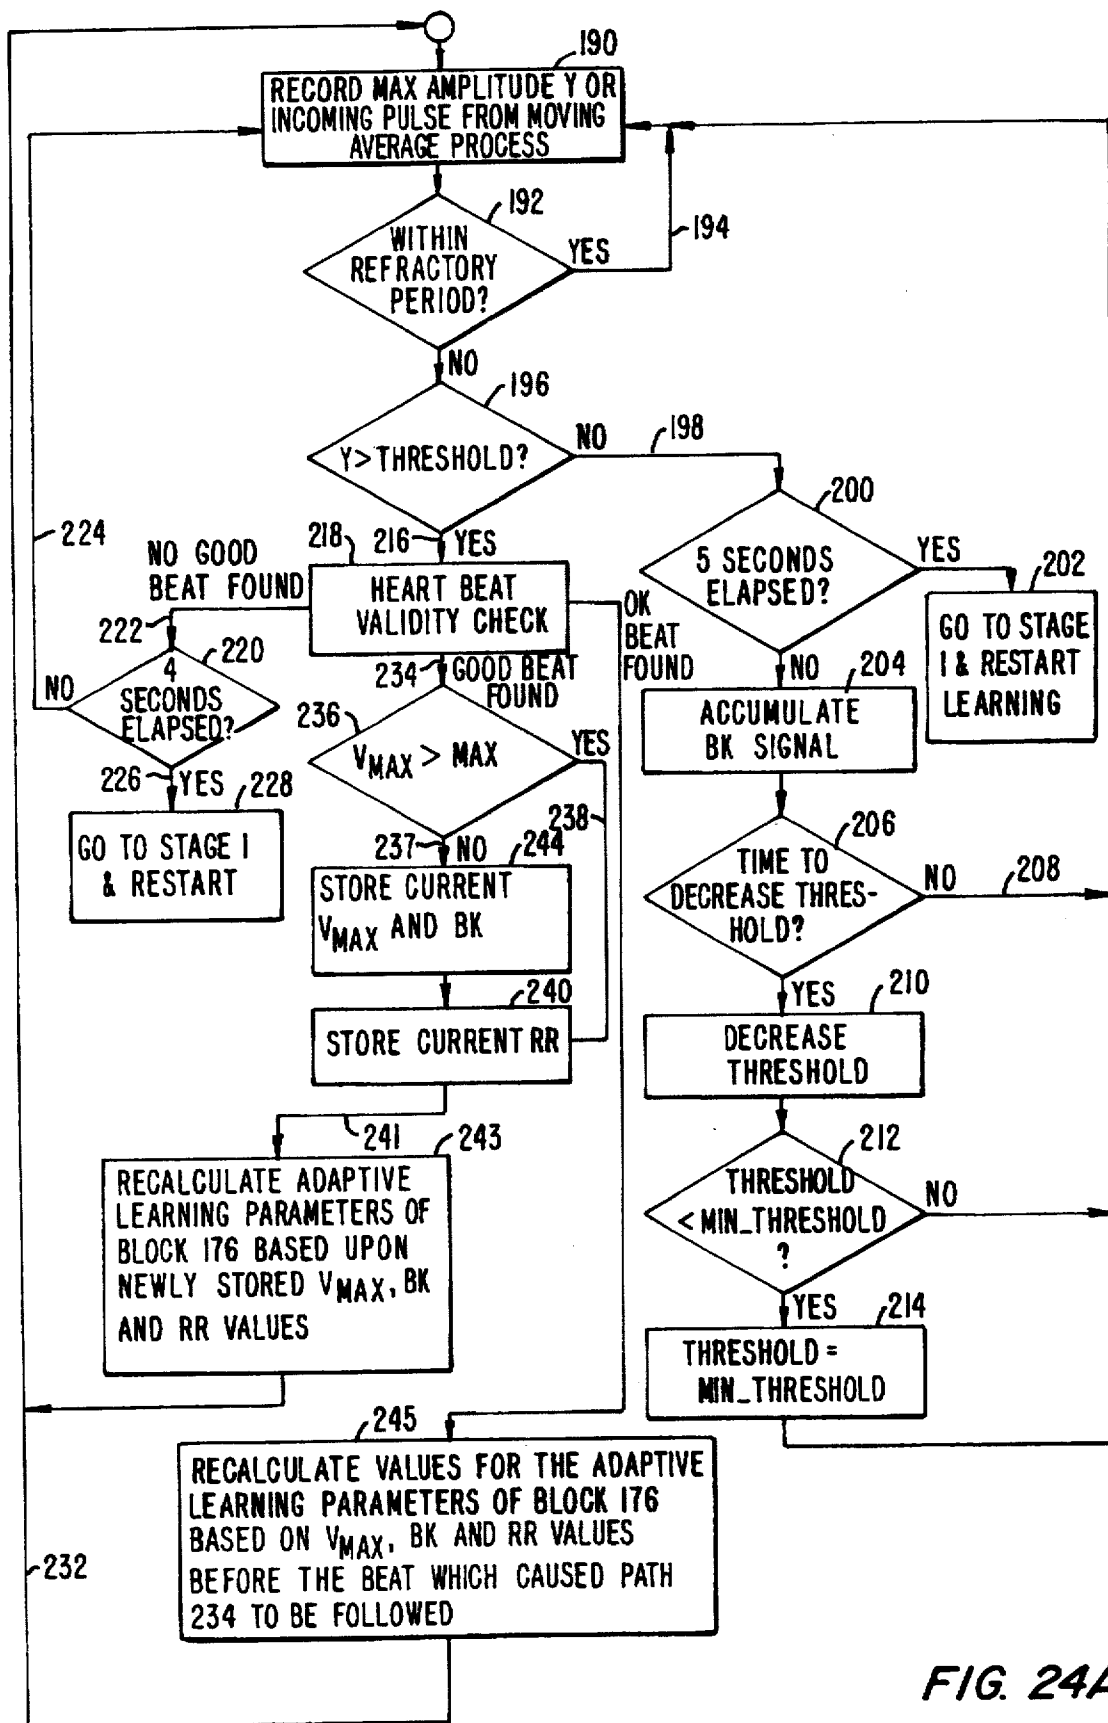 190
RECORD MAX AMPLITUDE Y OR
INCOMING PULSE FROM MOVING
AVERAGE PROCESS
192
WITHIN
REFRACTORY
PERIOD?
YES
194
NO
196
Y > THRESHOLD?
NO
198
200
5 SECONDS
ELAPSED?
YES
202
GO TO STAGE
1 & RESTART
LEARNING
NO
204
ACCUMULATE
BK SIGNAL
206
TIME TO
DECREASE THRES-
HOLD?
NO
208
YES
210
DECREASE
THRESHOLD
212
THRESHOLD
< MIN_THRESHOLD
?
NO
YES
214
THRESHOLD =
MIN_THRESHOLD
216
YES
218
HEART BEAT
VALIDITY CHECK
224
NO GOOD
BEAT FOUND
222
220
4
SECONDS
ELAPSED?
NO
226
YES
228
GO TO STAGE 1
& RESTART
OK
BEAT
FOUND
234
GOOD BEAT
FOUND
236
VMAX > MAX
YES
238
237
NO
244
STORE CURRENT
VMAX AND BK
240
STORE CURRENT RR
241
243
RECALCULATE ADAPTIVE
LEARNING PARAMETERS OF
BLOCK 176 BASED UPON
NEWLY STORED VMAX, BK
AND RR VALUES
245
RECALCULATE VALUES FOR THE ADAPTIVE
LEARNING PARAMETERS OF BLOCK 176
BASED ON VMAX, BK AND RR VALUES
BEFORE THE BEAT WHICH CAUSED PATH
234 TO BE FOLLOWED
232
FIG. 24A